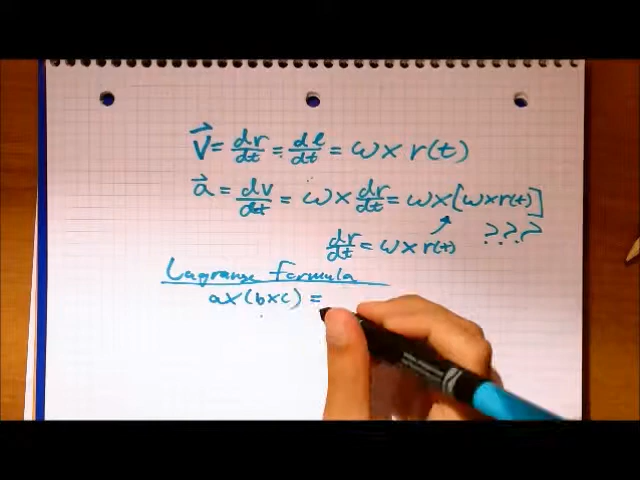 v⃗ = dr/dt = dl/dt = ω × r(t)
a⃗ = dv/dt = ω × dr/dt = ω × [ω × r(t)]
dr/dt = ω × r(t) ???
Lagrange Formula
a × (b × c) =